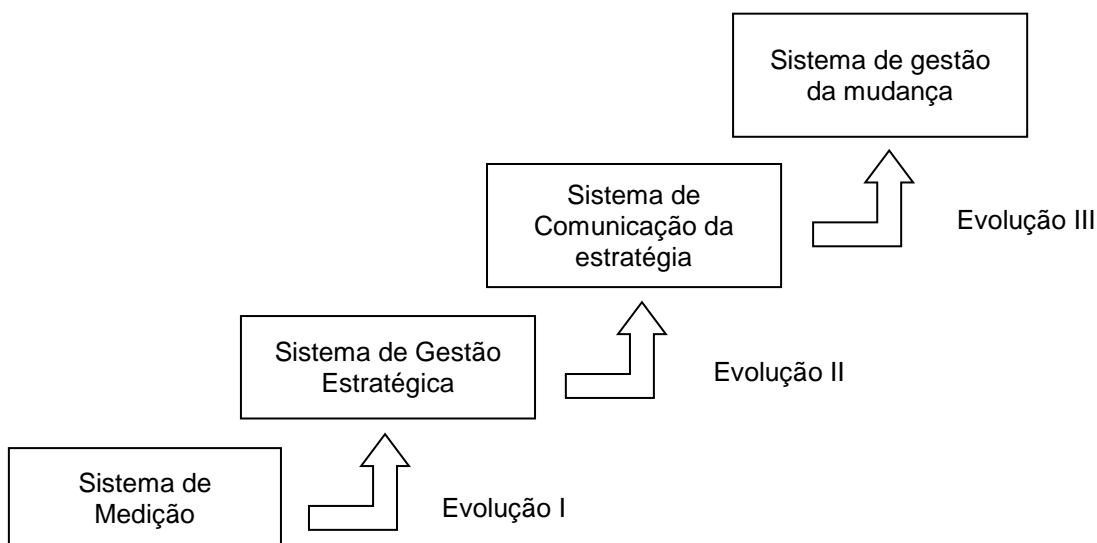 Sistema de gestão
da mudança
Sistema de
Comunicação da
estratégia
Evolução III
Sistema de Gestão
Estratégica
Evolução II
Sistema de
Medição
Evolução I